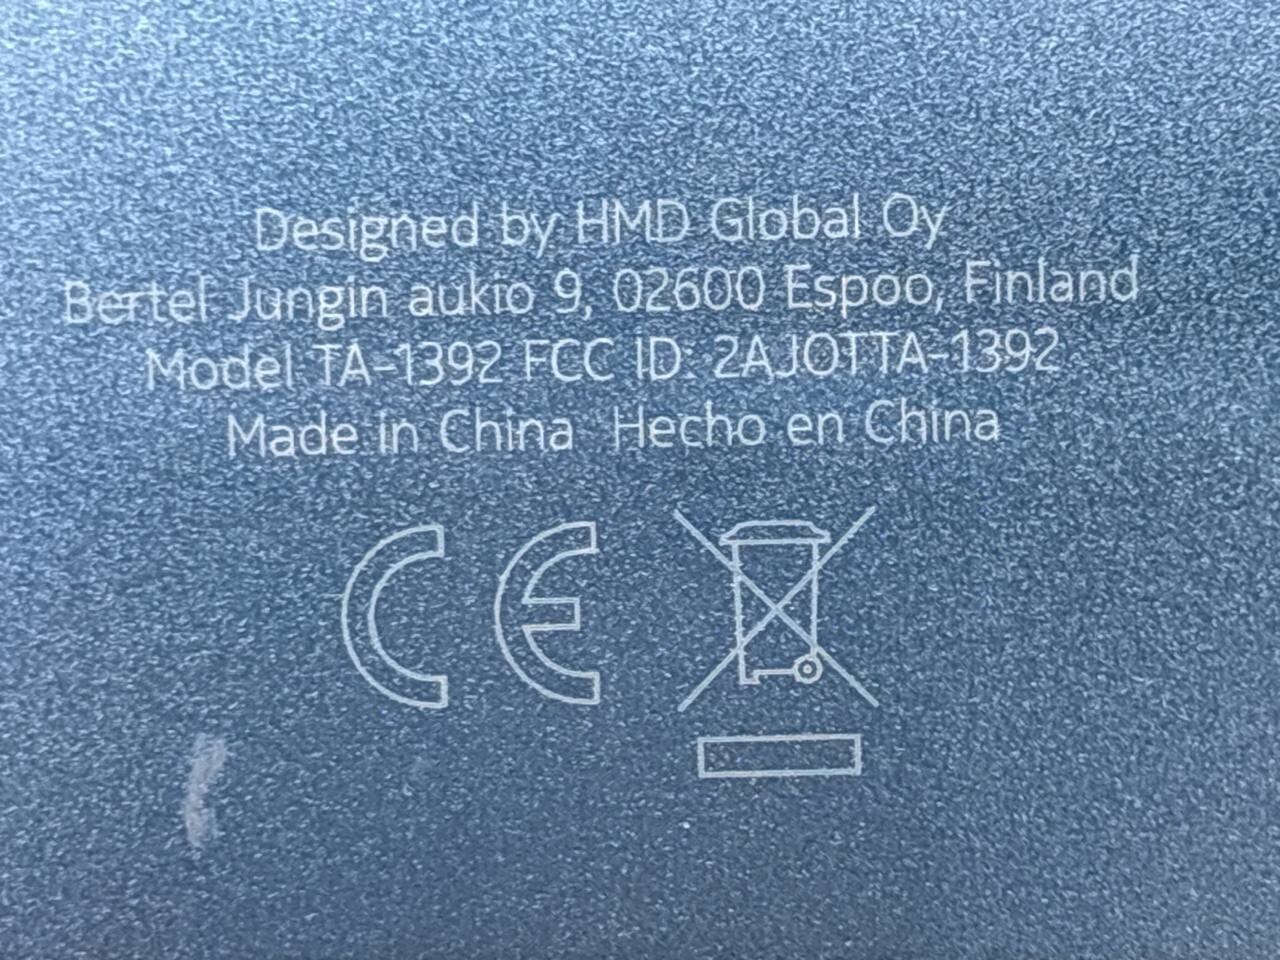 Designed by HMD Global Oy
Bertel Jungin aukio 9, 02600 Espoo, Finland
Model TA-1392 FCC ID: 2AJOTTA-1392
Made in China Hecho en China
CE